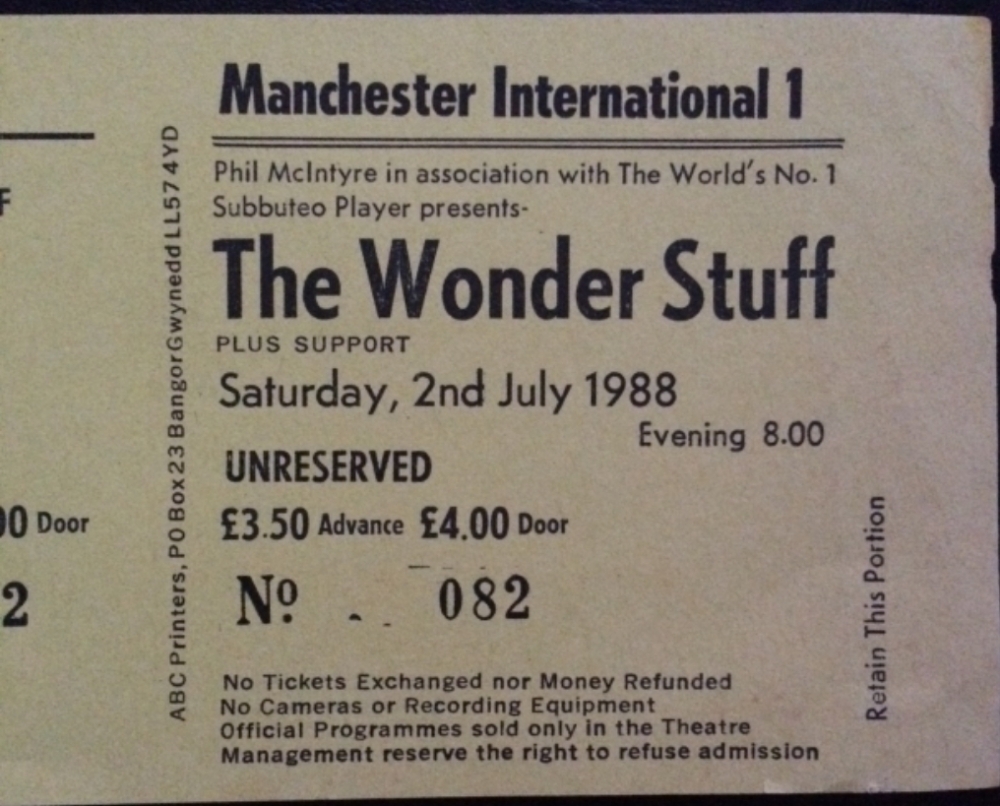 Manchester International 1
Phil McIntyre in association with The World's No. 1
Subbuteo Player presents-
The Wonder Stuff
PLUS SUPPORT
Saturday, 2nd July 1988
Evening 8.00
UNRESERVED
£3.50 Advance £4.00 Door
Nº 082
No Tickets Exchanged nor Money Refunded
No Cameras or Recording Equipment
Official Programmes sold only in the Theatre
Management reserve the right to refuse admission
Retain This Portion
ABC Printers, PO Box 23 Bangor Gwynedd LL57 4YD
F
00 Door
2